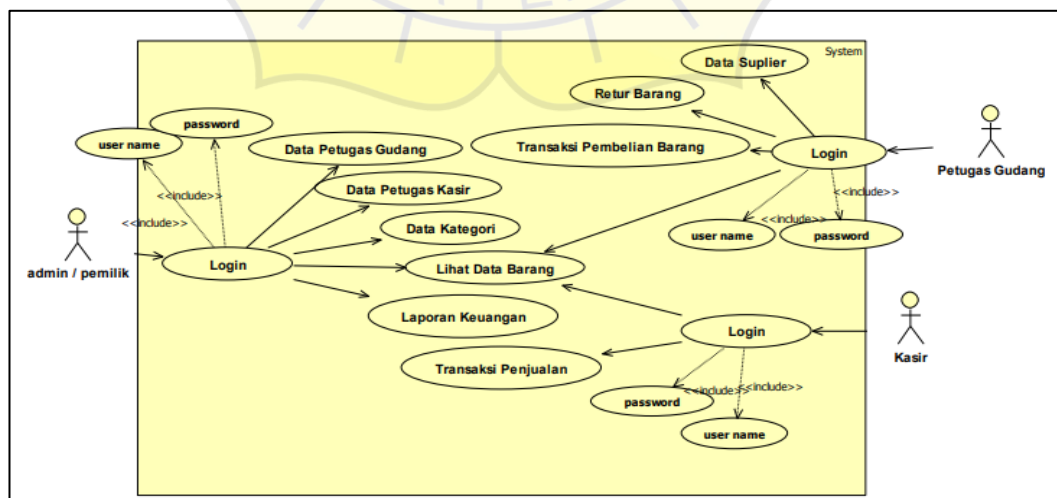 System
Data Suplier
Retur Barang
password
user name
Data Petugas Gudang
Transaksi Pembelian Barang
Login
Petugas Gudang
<<include>>
<<include>>
Data Petugas Kasir
<<include>>
<<include>>
Data Kategori
user name
password
admin / pemilik
Login
Lihat Data Barang
Laporan Keuangan
Login
Kasir
Transaksi Penjualan
<<include>>
<<include>>
password
user name